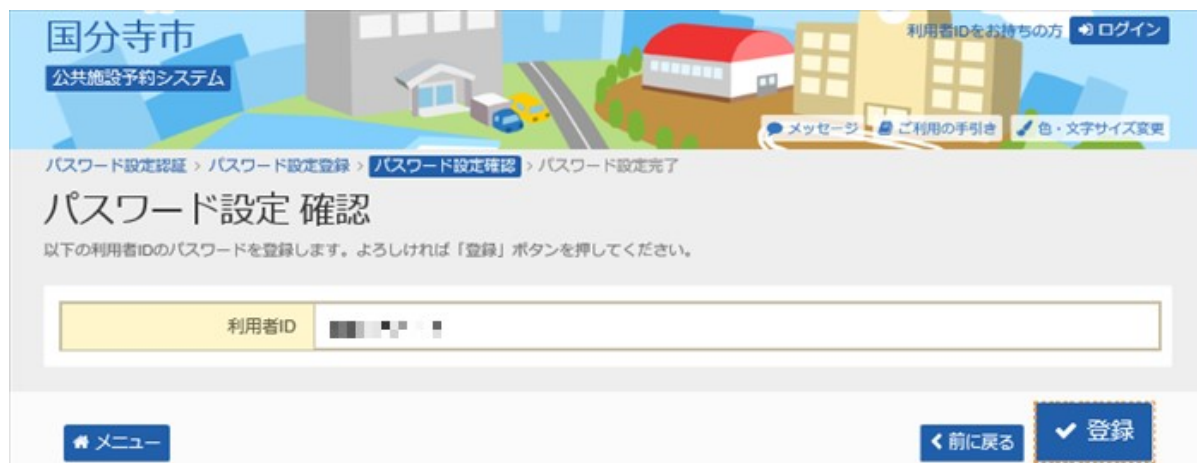 国分寺市
利用者IDをお持ちの方 ログイン
公共施設予約システム
メッセージ ご利用の手引き 色・文字サイズ変更
パスワード設定認証 › パスワード設定登録 › パスワード設定確認 › パスワード設定完了
パスワード設定 確認
以下の利用者IDのパスワードを登録します。よろしければ「登録」ボタンを押してください。
利用者ID
メニュー
前に戻る
登録